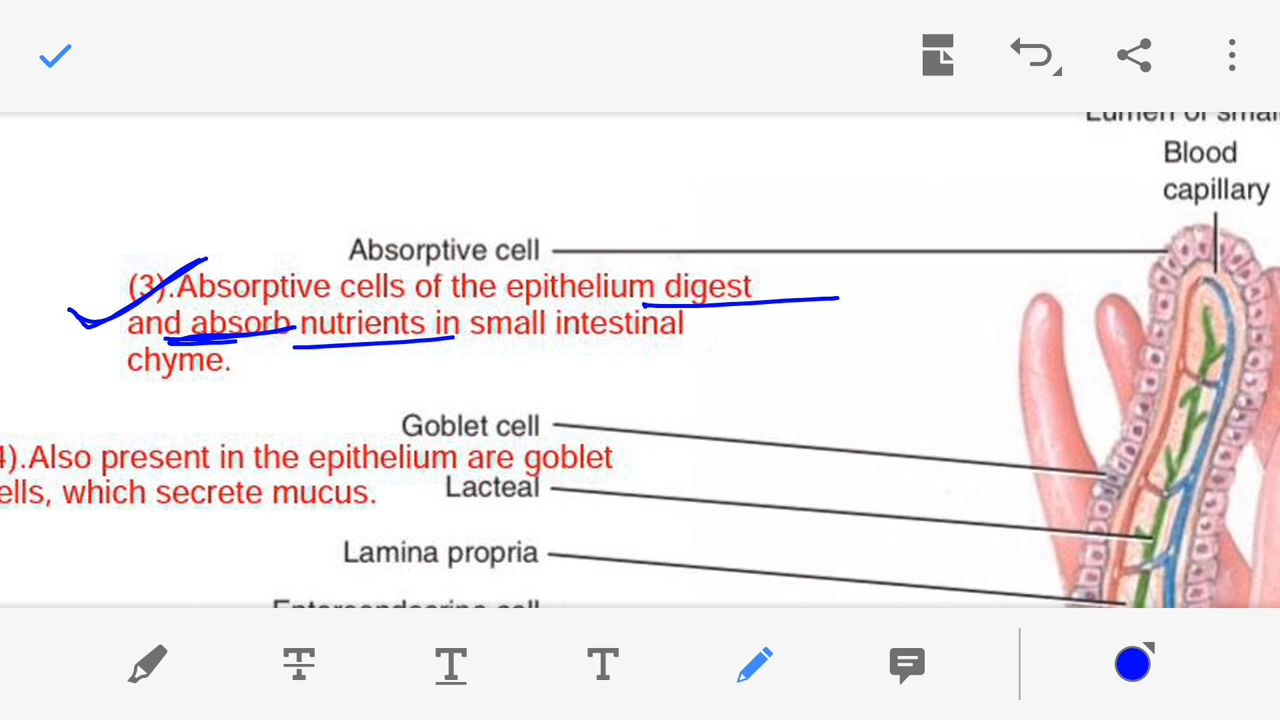 Lumen of small
Blood
capillary
Absorptive cell
(3).Absorptive cells of the epithelium digest
and absorb nutrients in small intestinal
chyme.
Goblet cell
4).Also present in the epithelium are goblet
ells, which secrete mucus.
Lacteal
Lamina propria
Enteroendocrine cell